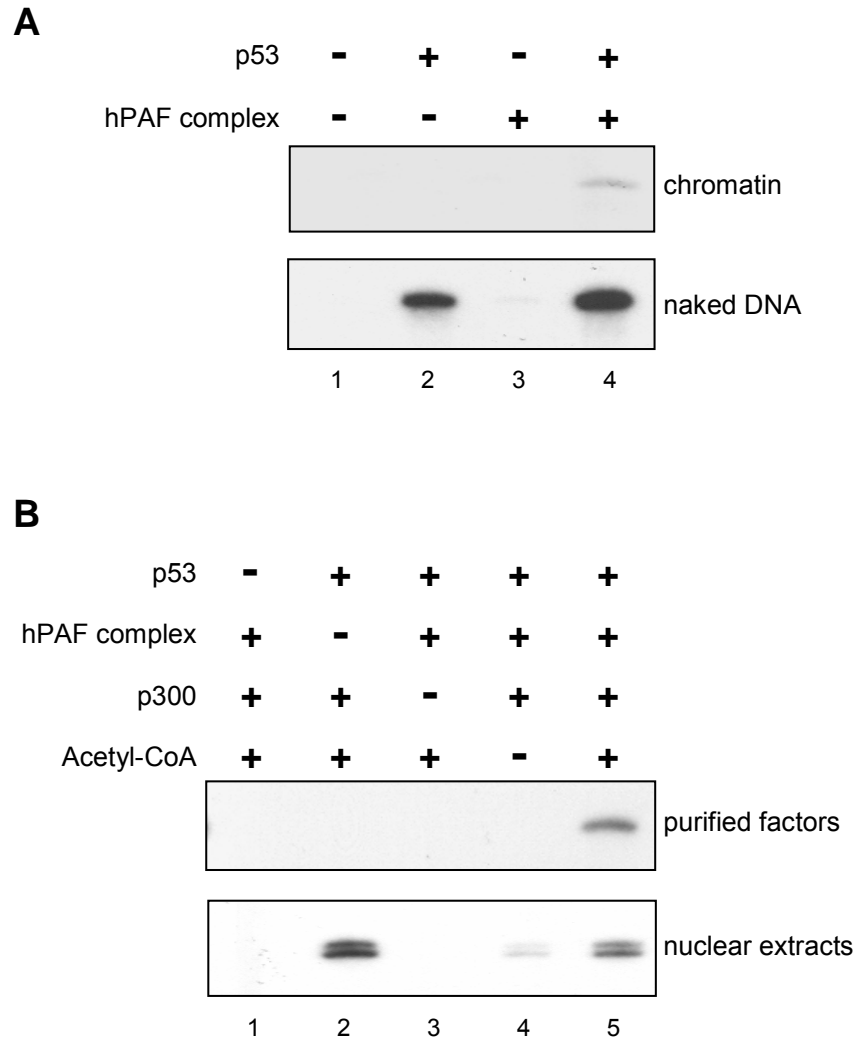 A
p53 - + - +
hPAF complex - - + +
chromatin
naked DNA
1 2 3 4
B
p53 - + + + +
hPAF complex + - + + +
p300 + + - + +
Acetyl-CoA + + + - +
purified factors
nuclear extracts
1 2 3 4 5